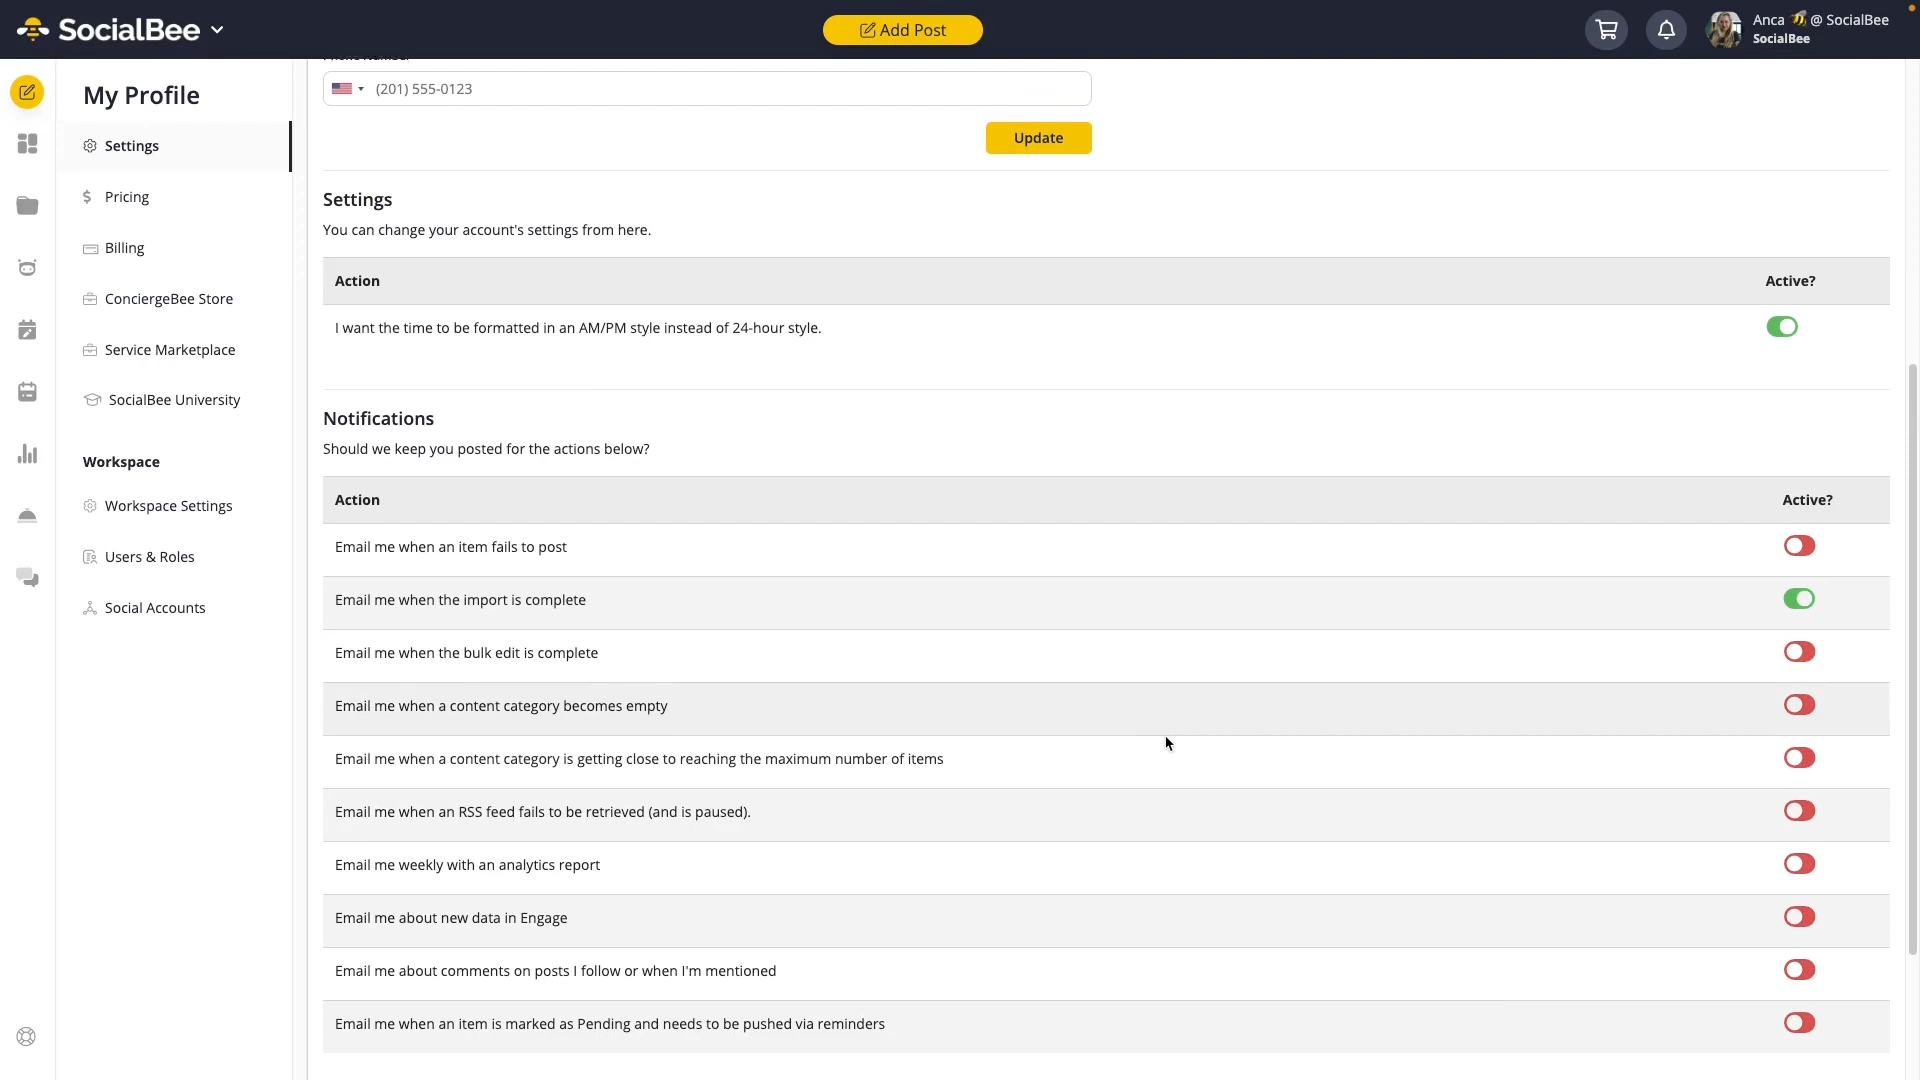 SocialBee
Add Post
Anca 🐝 @ SocialBee
SocialBee
My Profile
Settings
Pricing
Billing
ConciergeBee Store
Service Marketplace
SocialBee University
Workspace
Workspace Settings
Users & Roles
Social Accounts
(201) 555-0123
Update
Settings
You can change your account's settings from here.
Action Active?
I want the time to be formatted in an AM/PM style instead of 24-hour style.
Notifications
Should we keep you posted for the actions below?
Action Active?
Email me when an item fails to post
Email me when the import is complete
Email me when the bulk edit is complete
Email me when a content category becomes empty
Email me when a content category is getting close to reaching the maximum number of items
Email me when an RSS feed fails to be retrieved (and is paused).
Email me weekly with an analytics report
Email me about new data in Engage
Email me about comments on posts I follow or when I'm mentioned
Email me when an item is marked as Pending and needs to be pushed via reminders